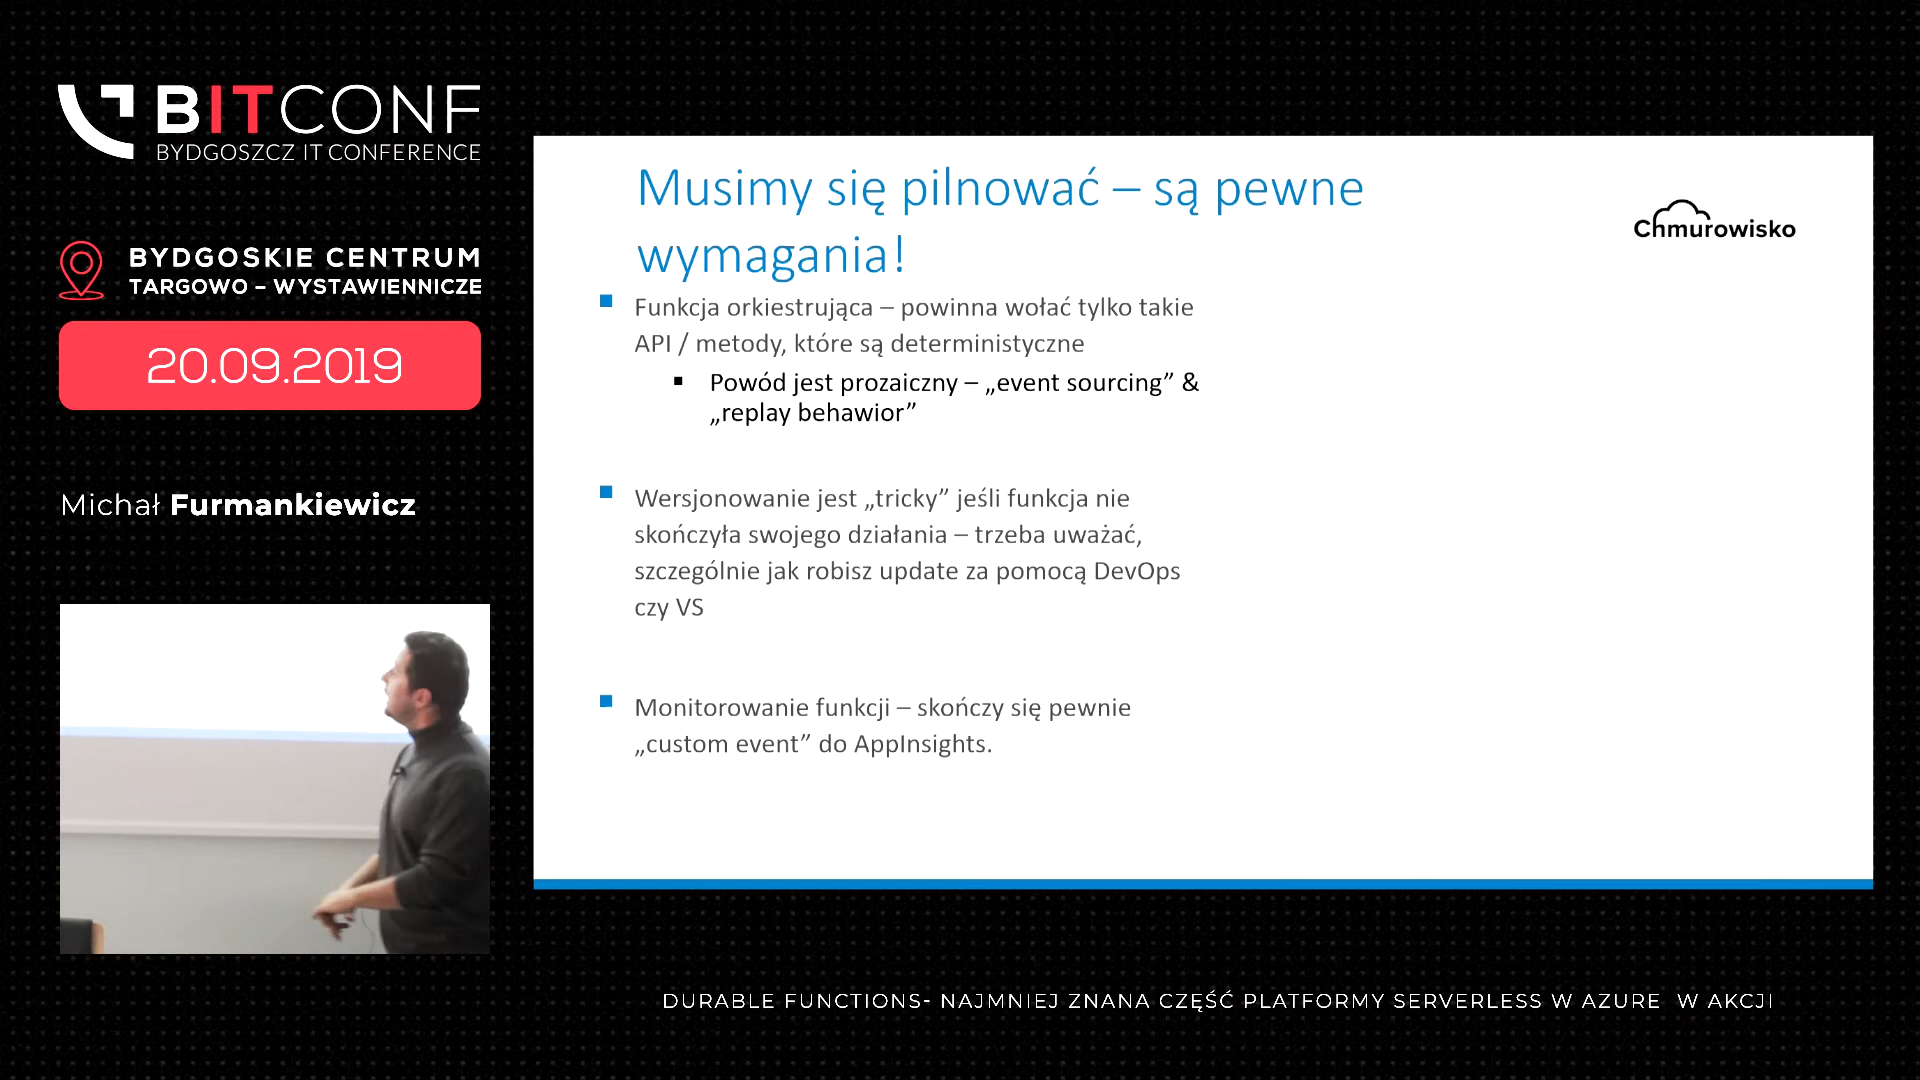 BITCONF
BYDGOSZCZ IT CONFERENCE
BYDGOSKIE CENTRUM
TARGOWO – WYSTAWIENNICZE
20.09.2019
Michał Furmankiewicz
Musimy się pilnować – są pewne
wymagania!
Chmurowisko
Funkcja orkiestrująca – powinna wołać tylko takie
API / metody, które są deterministyczne
Powód jest prozaiczny – „event sourcing” &
„replay behawior”
Wersjonowanie jest „tricky” jeśli funkcja nie
skończyła swojego działania – trzeba uważać,
szczególnie jak robisz update za pomocą DevOps
czy VS
Monitorowanie funkcji – skończy się pewnie
„custom event” do AppInsights.
DURABLE FUNCTIONS- NAJMNIEJ ZNANA CZĘŚĆ PLATFORMY SERVERLESS W AZURE W AKCJI